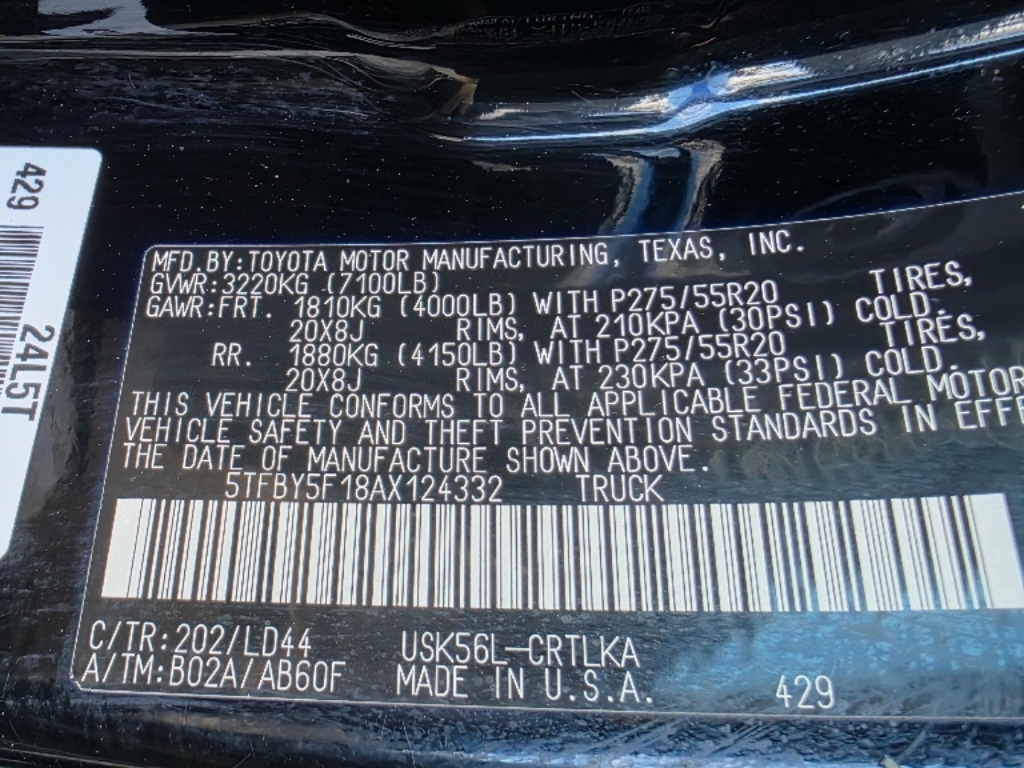 429
24L5T
MFD. BY: TOYOTA MOTOR MANUFACTURING, TEXAS, INC.
GVWR: 3220KG (7100LB)
GAWR: FRT. 1810KG (4000LB) WITH P275/55R20 TIRES,
20X8J RIMS, AT 210KPA (30PSI) COLD.
RR. 1880KG (4150LB) WITH P275/55R20 TIRES,
20X8J RIMS, AT 230KPA (33PSI) COLD.
THIS VEHICLE CONFORMS TO ALL APPLICABLE FEDERAL MOTOR
VEHICLE SAFETY AND THEFT PREVENTION STANDARDS IN EFFE
THE DATE OF MANUFACTURE SHOWN ABOVE.
5TFBY5F18AX124332 TRUCK
C/TR: 202/LD44 USK56L-CRTLKA
A/TM: B02A/AB60F MADE IN U.S.A. 429